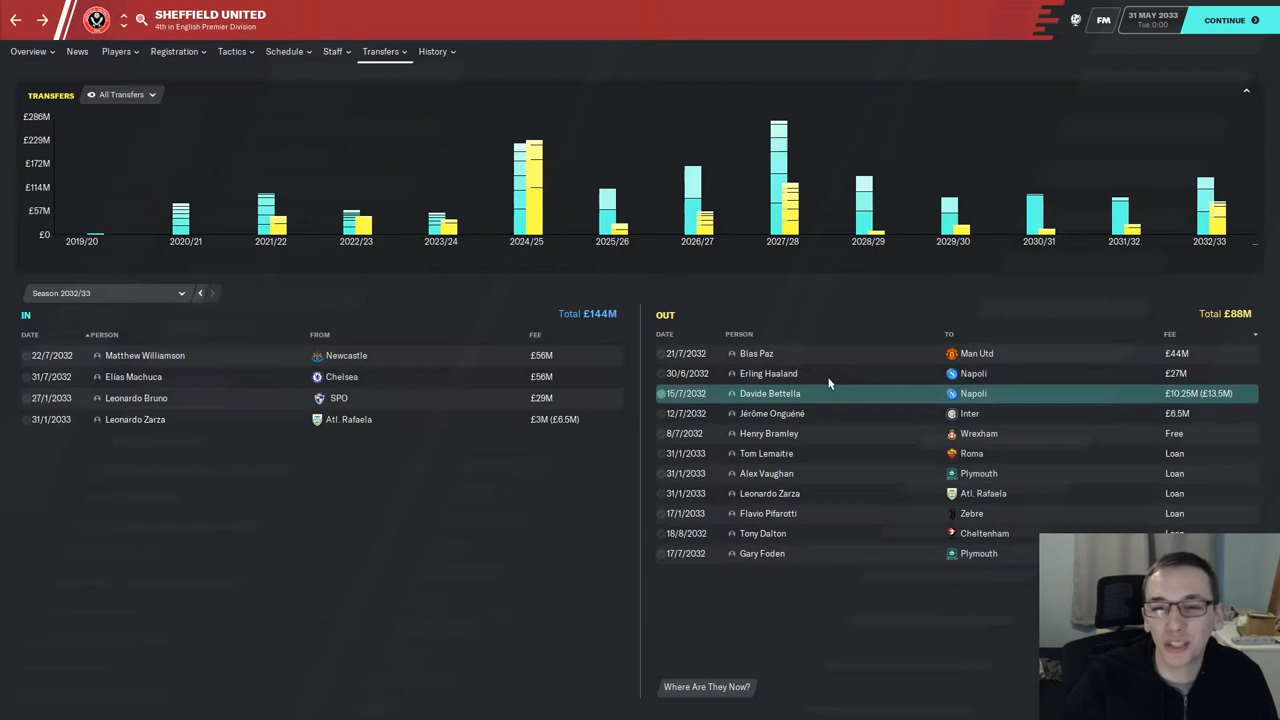 SHEFFIELD UNITED
4th in English Premier Division
FM
31 MAY 2033
Tue 0:00
CONTINUE
Overview
News
Players
Registration
Tactics
Schedule
Staff
Transfers
History
TRANSFERS
All Transfers
£286M
£229M
£172M
£114M
£57M
£0
2019/20 2020/21 2021/22 2022/23 2023/24 2024/25 2025/26 2026/27 2027/28 2028/29 2029/30 2030/31 2031/32 2032/33 ...
Season 2032/33
IN Total £144M
DATE PERSON FROM FEE
22/7/2032 Matthew Williamson Newcastle £56M
31/7/2032 Elías Machuca Chelsea £56M
27/1/2033 Leonardo Bruno SPO £29M
31/1/2033 Leonardo Zarza Atl. Rafaela £3M (£6.5M)
OUT Total £88M
DATE PERSON TO FEE
21/7/2032 Blas Paz Man Utd £44M
30/6/2032 Erling Haaland Napoli £27M
15/7/2032 Davide Bettella Napoli £10.25M (£13.5M)
12/7/2032 Jérôme Onguéné Inter £6.5M
8/7/2032 Henry Bramley Wrexham Free
31/1/2033 Tom Lemaitre Roma Loan
31/1/2033 Alex Vaughan Plymouth Loan
31/1/2033 Leonardo Zarza Atl. Rafaela Loan
17/1/2033 Flavio Pifarotti Zebre Loan
18/8/2032 Tony Dalton Cheltenham Loan
17/7/2032 Gary Foden Plymouth
Where Are They Now?